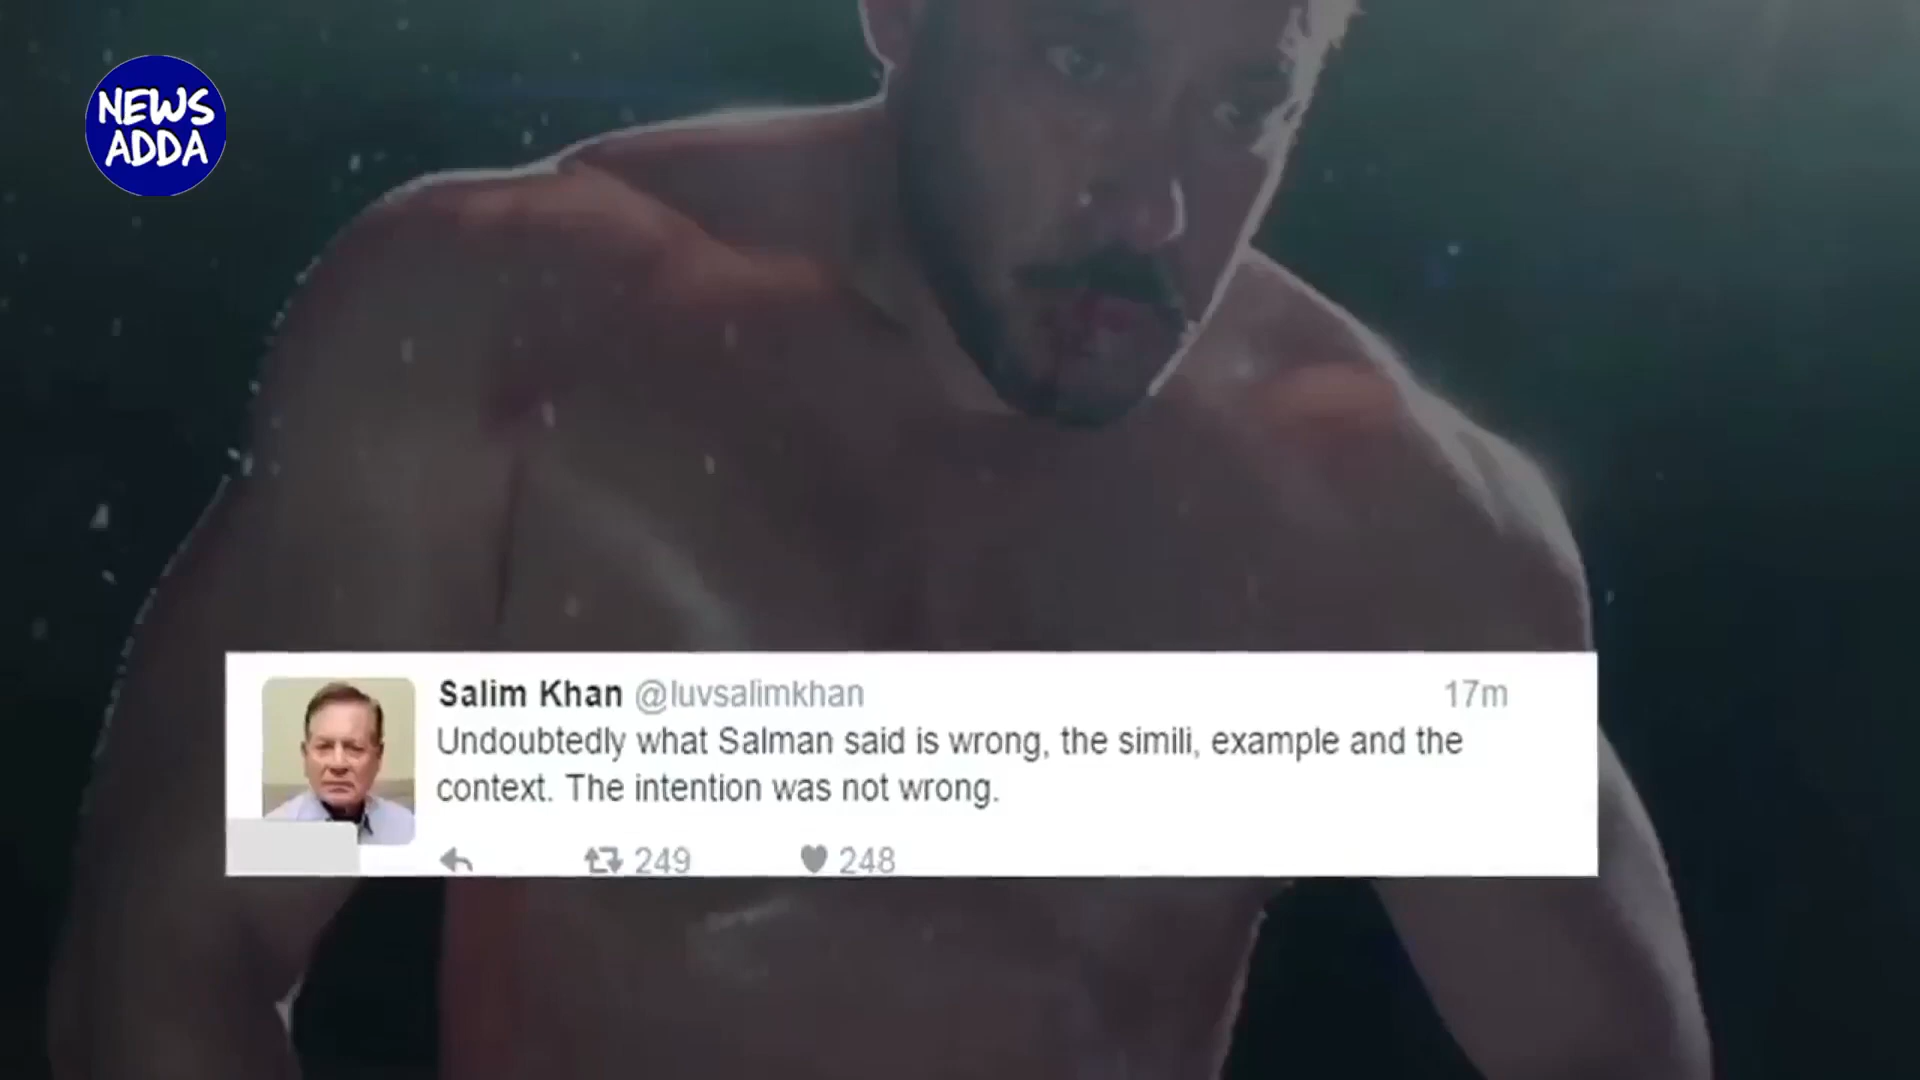 NEWS
ADDA
Salim Khan @luvsalimkhan 17m
Undoubtedly what Salman said is wrong, the simili, example and the
context. The intention was not wrong.
249 248